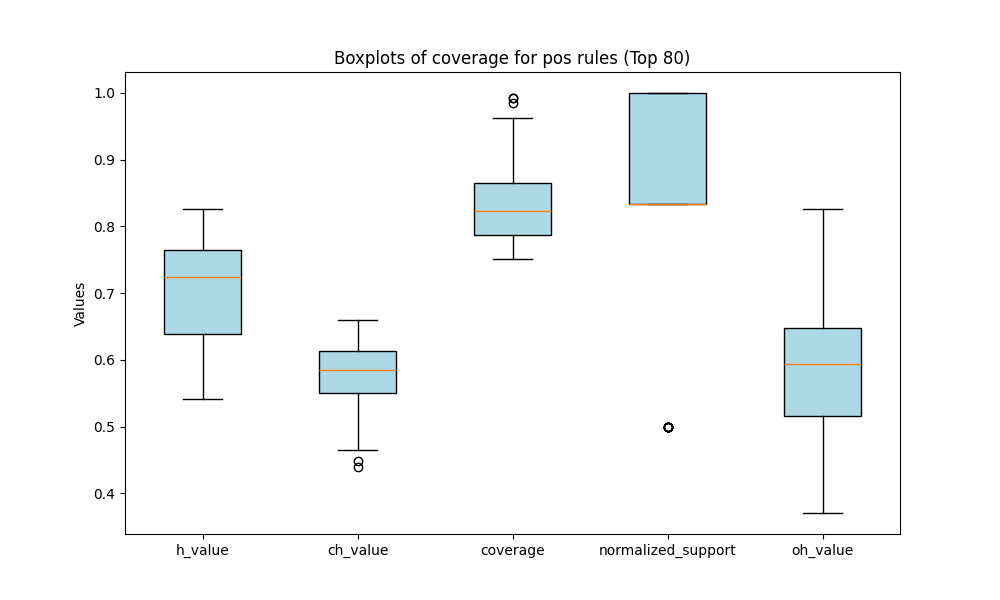 Boxplots of coverage for pos rules (Top 80)
Values
1.0
0.9
0.8
0.7
0.6
0.5
0.4
h_value
ch_value
coverage
normalized_support
oh_value